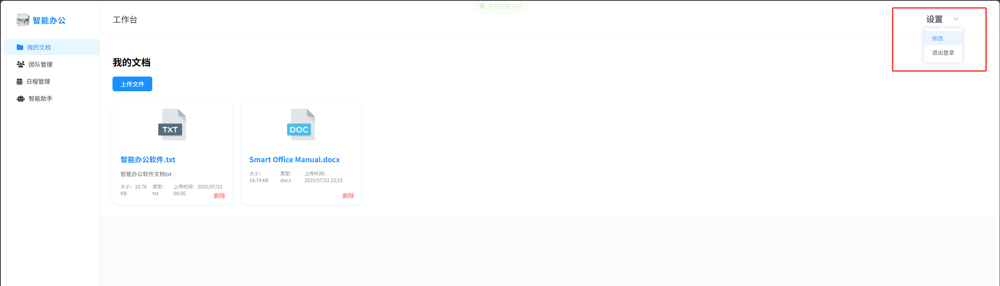 智能办公
我的文档
团队管理
日程管理
智能助手
工作台
欢迎回来,002
设置
修改
退出登录
我的文档
上传文件
TXT
智能办公软件.txt
智能办公软件文档txt
大小：10.76 KB
类型：txt
上传时间：2025/07/21 08:56
删除
DOC
Smart Office Manual.docx
大小：18.74 KB
类型：docx
上传时间：2025/07/21 23:23
删除